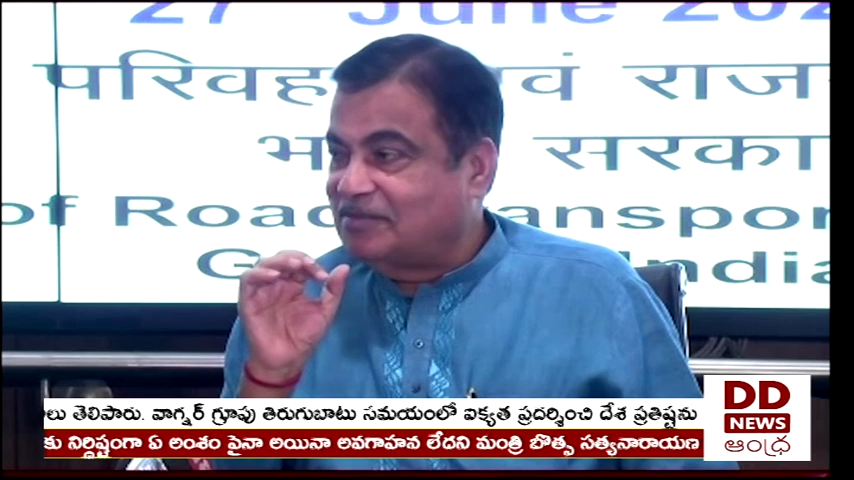 27 June
परिवह वं राज
भा सरका
of Road ansport
India
లు తెలిపారు. వాగ్నర్ గ్రూపు తిరుగుబాటు సమయంలో ఐక్యత ప్రదర్శించి దేశ ప్రతిష్టను
కు నిర్దిష్టంగా ఏ అంశం పైనా అయినా అవగాహన లేదని మంత్రి బొత్స సత్యనారాయణ
DD
NEWS
ఆంధ్ర